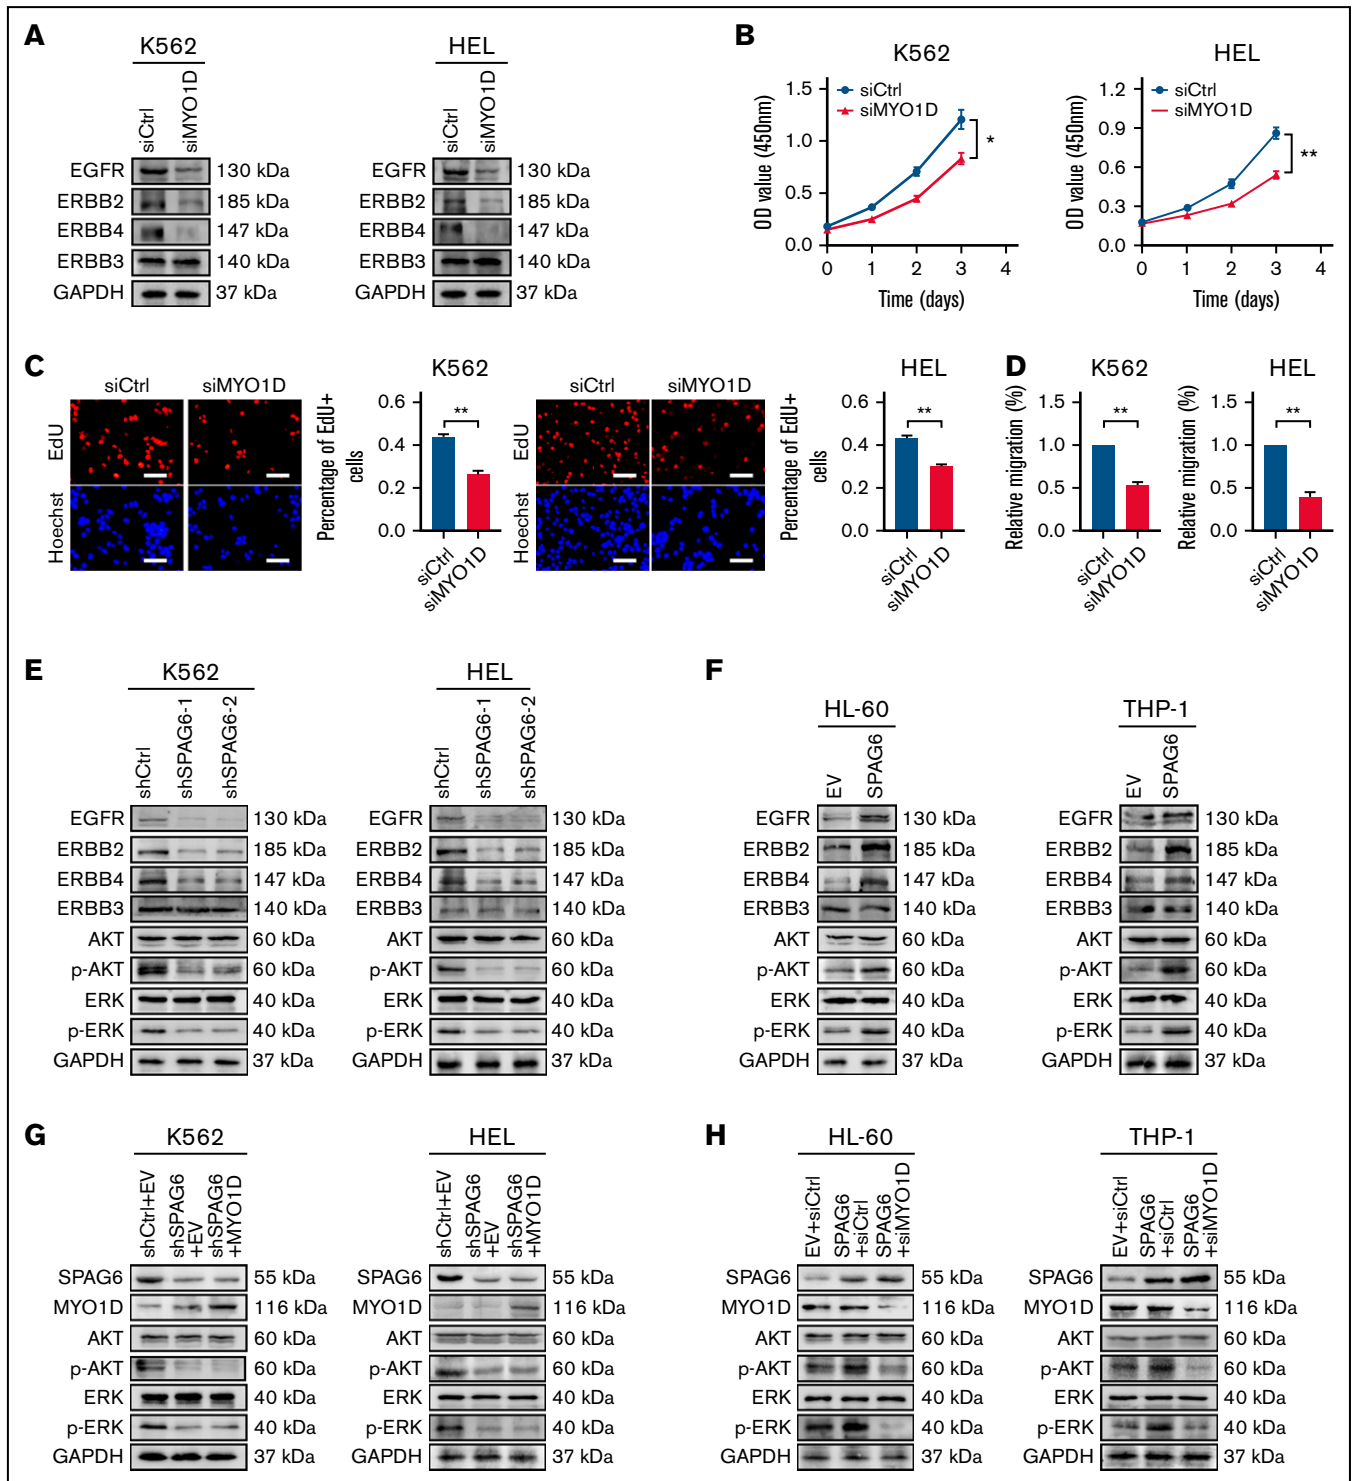 A
K562
siCtrl
siMYO1D
EGFR 130 kDa
ERBB2 185 kDa
ERBB4 147 kDa
ERBB3 140 kDa
GAPDH 37 kDa
HEL
siCtrl
siMYO1D
EGFR 130 kDa
ERBB2 185 kDa
ERBB4 147 kDa
ERBB3 140 kDa
GAPDH 37 kDa
B
K562
OD value (450nm)
1.5
1.0
0.5
0.0
siCtrl
siMYO1D
*
0 1 2 3 4
Time (days)
HEL
OD value (450nm)
1.2
0.9
0.6
0.3
0.0
siCtrl
siMYO1D
**
0 1 2 3 4
Time (days)
C
siCtrl siMYO1D
EdU
Hoechst
K562
Percentage of EdU+
cells
0.6
0.4
0.2
0.0
**
siCtrl
siMYO1D
siCtrl siMYO1D
EdU
Hoechst
HEL
Percentage of EdU+
cells
0.6
0.4
0.2
0.0
**
siCtrl
siMYO1D
D
K562
Relative migration (%)
1.5
1.0
0.5
0.0
**
siCtrl
siMYO1D
HEL
Relative migration (%)
1.5
1.0
0.5
0.0
**
siCtrl
siMYO1D
E
K562
shCtrl
shSPAG6-1
shSPAG6-2
EGFR 130 kDa
ERBB2 185 kDa
ERBB4 147 kDa
ERBB3 140 kDa
AKT 60 kDa
p-AKT 60 kDa
ERK 40 kDa
p-ERK 40 kDa
GAPDH 37 kDa
HEL
shCtrl
shSPAG6-1
shSPAG6-2
EGFR 130 kDa
ERBB2 185 kDa
ERBB4 147 kDa
ERBB3 140 kDa
AKT 60 kDa
p-AKT 60 kDa
ERK 40 kDa
p-ERK 40 kDa
GAPDH 37 kDa
F
HL-60
EV
SPAG6
EGFR 130 kDa
ERBB2 185 kDa
ERBB4 147 kDa
ERBB3 140 kDa
AKT 60 kDa
p-AKT 60 kDa
ERK 40 kDa
p-ERK 40 kDa
GAPDH 37 kDa
THP-1
EV
SPAG6
EGFR 130 kDa
ERBB2 185 kDa
ERBB4 147 kDa
ERBB3 140 kDa
AKT 60 kDa
p-AKT 60 kDa
ERK 40 kDa
p-ERK 40 kDa
GAPDH 37 kDa
G
K562
shCtrl+EV
shSPAG6
+EV
shSPAG6
+MYO1D
SPAG6 55 kDa
MYO1D 116 kDa
AKT 60 kDa
p-AKT 60 kDa
ERK 40 kDa
p-ERK 40 kDa
GAPDH 37 kDa
HEL
shCtrl+EV
shSPAG6
+EV
shSPAG6
+MYO1D
SPAG6 55 kDa
MYO1D 116 kDa
AKT 60 kDa
p-AKT 60 kDa
ERK 40 kDa
p-ERK 40 kDa
GAPDH 37 kDa
H
HL-60
EV+siCtrl
SPAG6
+siCtrl
SPAG6
+siMYO1D
SPAG6 55 kDa
MYO1D 116 kDa
AKT 60 kDa
p-AKT 60 kDa
ERK 40 kDa
p-ERK 40 kDa
GAPDH 37 kDa
THP-1
EV+siCtrl
SPAG6
+siCtrl
SPAG6
+siMYO1D
SPAG6 55 kDa
MYO1D 116 kDa
AKT 60 kDa
p-AKT 60 kDa
ERK 40 kDa
p-ERK 40 kDa
GAPDH 37 kDa